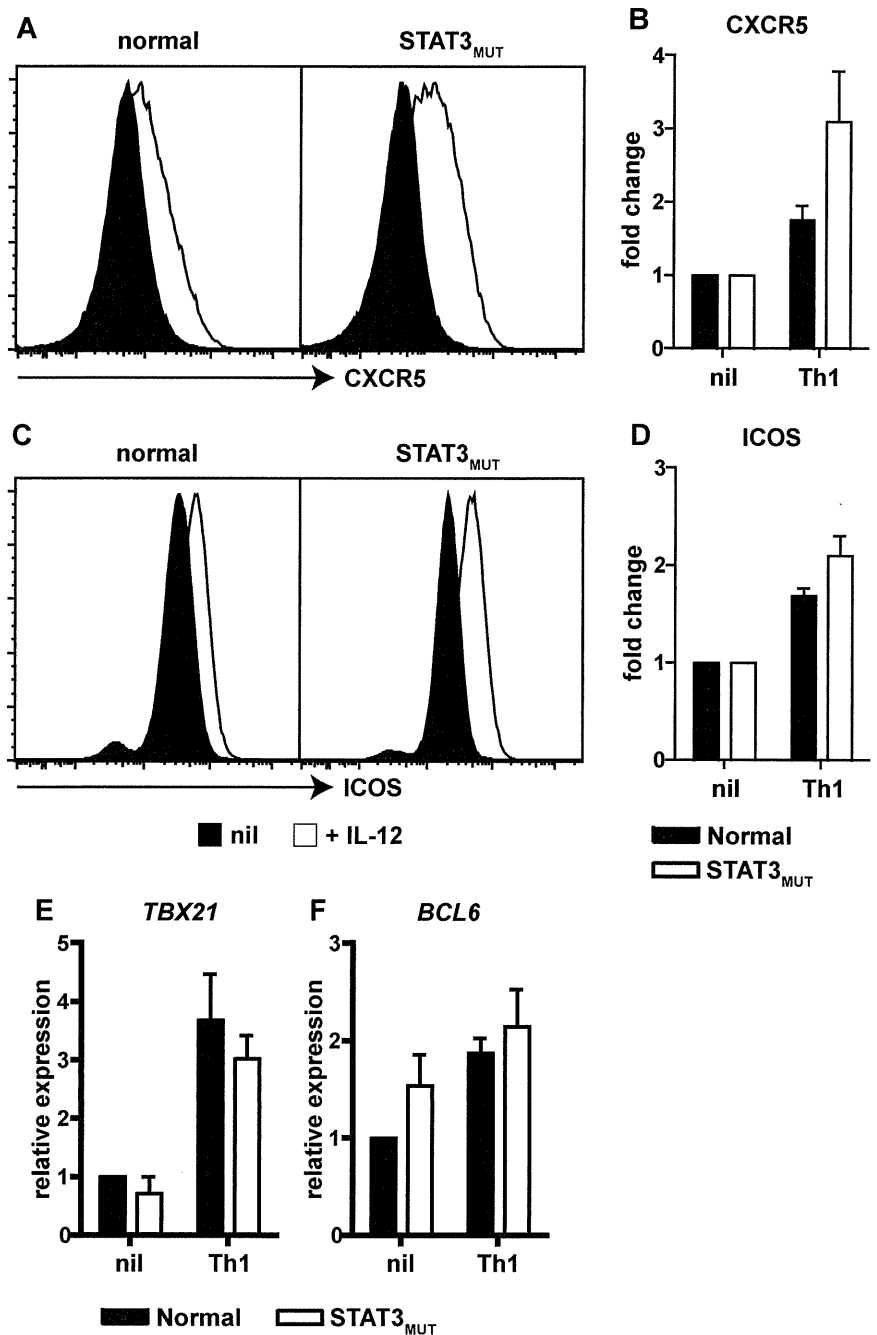 A
normal
STAT3MUT
CXCR5
B
CXCR5
fold change
4
3
2
1
0
nil
Th1
C
normal
STAT3MUT
ICOS
nil
+ IL-12
D
ICOS
fold change
3
2
1
0
nil
Th1
Normal
STAT3MUT
E
TBX21
relative expression
5
4
3
2
1
0
nil
Th1
F
BCL6
relative expression
3
2
1
0
nil
Th1
Normal
STAT3MUT